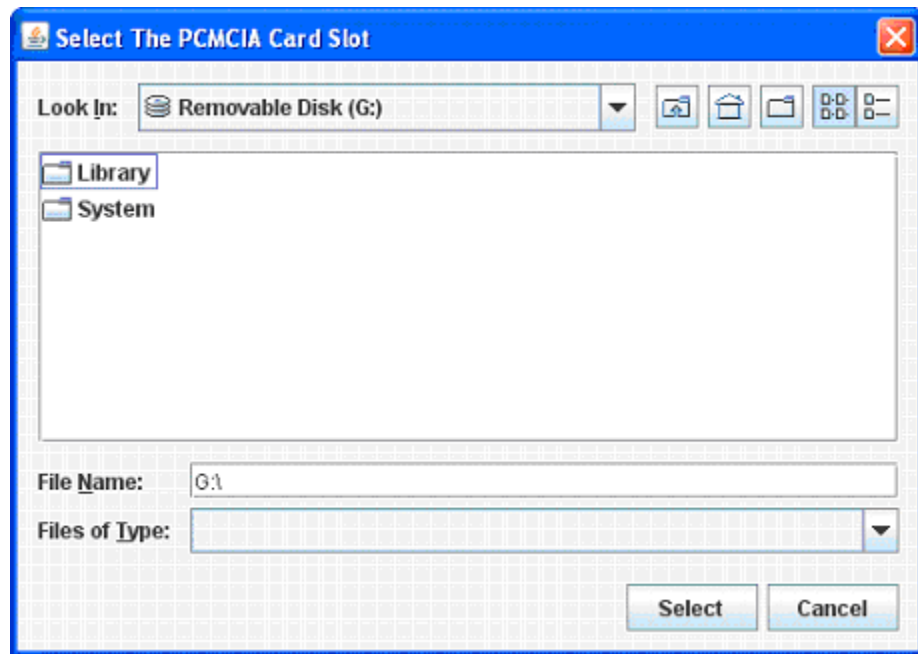 Select The PCMCIA Card Slot
Look In: Removable Disk (G:)
Library
System
File Name: G:\
Files of Type:
Select Cancel